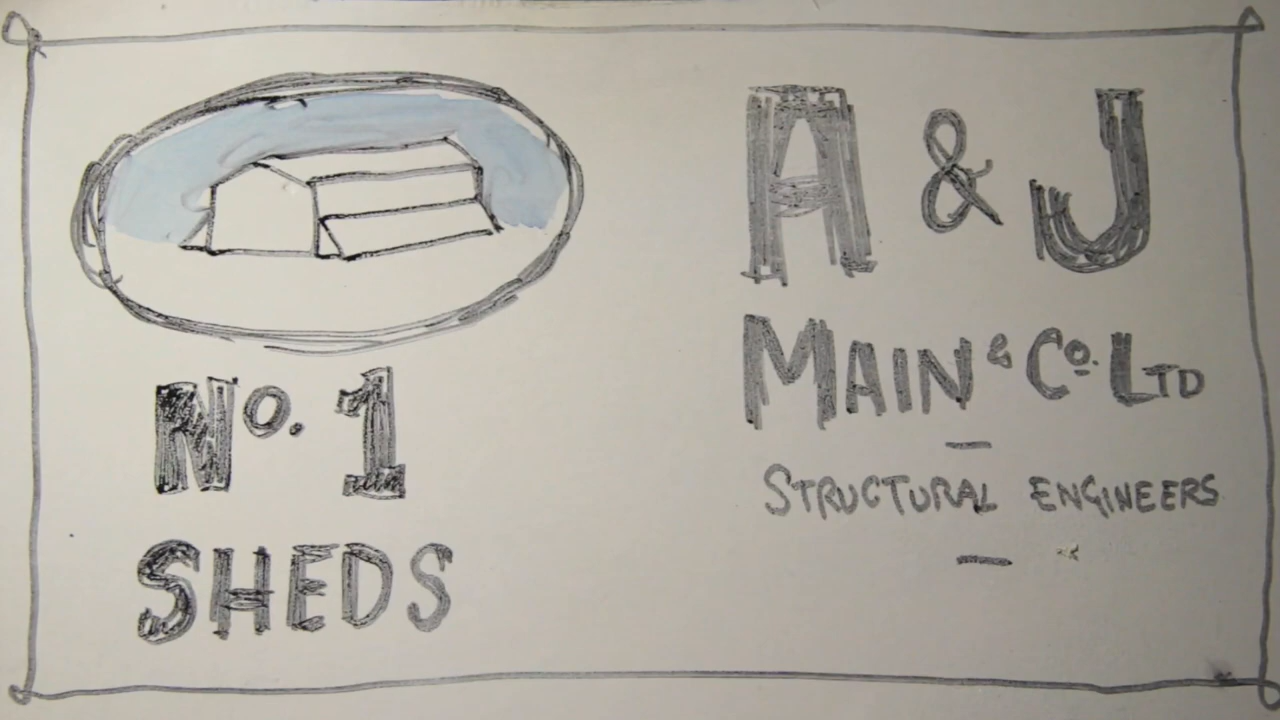 No. 1
SHEDS
A & J
MAIN & Co. LTD
STRUCTURAL ENGINEERS